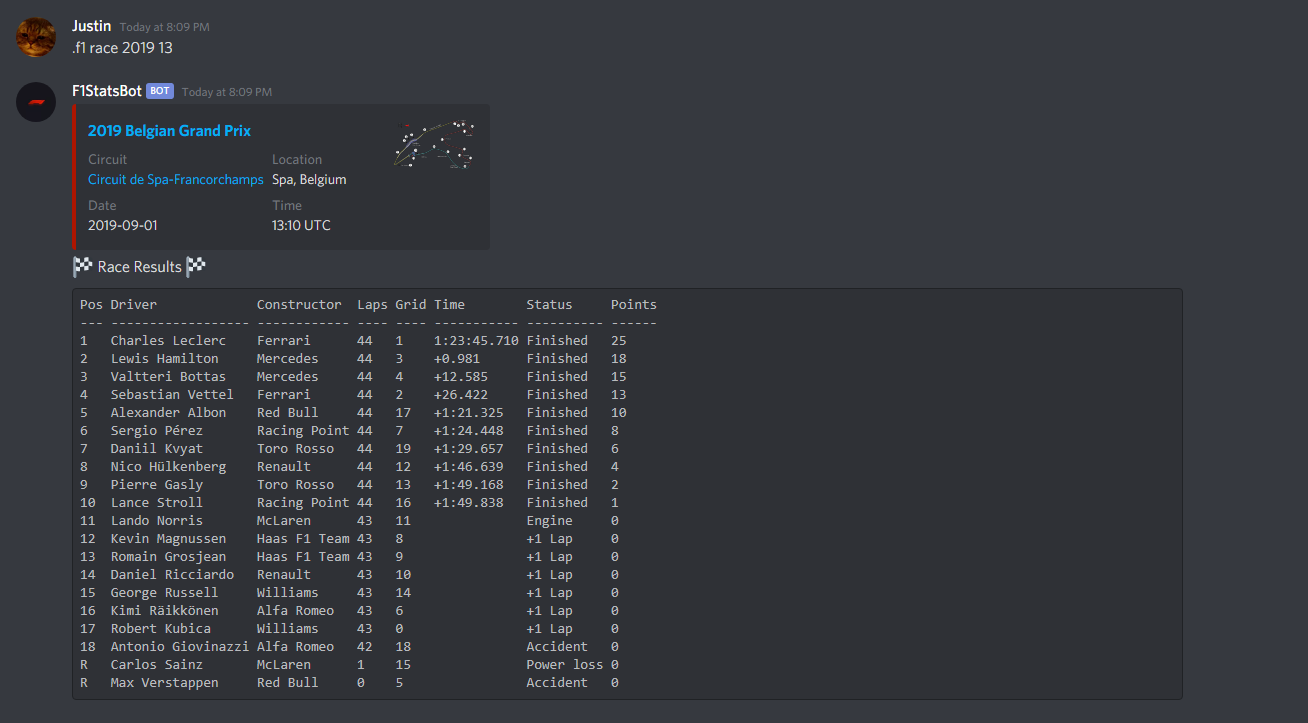 Justin Today at 8:09 PM
.f1 race 2019 13
F1StatsBot BOT Today at 8:09 PM
2019 Belgian Grand Prix
Circuit Location
Circuit de Spa-Francorchamps Spa, Belgium
Date Time
2019-09-01 13:10 UTC
Race Results
Pos Driver Constructor Laps Grid Time Status Points
--- ------------------ ------------ ---- ---- ----------- ---------- ------
1 Charles Leclerc Ferrari 44 1 1:23:45.710 Finished 25
2 Lewis Hamilton Mercedes 44 3 +0.981 Finished 18
3 Valtteri Bottas Mercedes 44 4 +12.585 Finished 15
4 Sebastian Vettel Ferrari 44 2 +26.422 Finished 13
5 Alexander Albon Red Bull 44 17 +1:21.325 Finished 10
6 Sergio Pérez Racing Point 44 7 +1:24.448 Finished 8
7 Daniil Kvyat Toro Rosso 44 19 +1:29.657 Finished 6
8 Nico Hülkenberg Renault 44 12 +1:46.639 Finished 4
9 Pierre Gasly Toro Rosso 44 13 +1:49.168 Finished 2
10 Lance Stroll Racing Point 44 16 +1:49.838 Finished 1
11 Lando Norris McLaren 43 11 Engine 0
12 Kevin Magnussen Haas F1 Team 43 8 +1 Lap 0
13 Romain Grosjean Haas F1 Team 43 9 +1 Lap 0
14 Daniel Ricciardo Renault 43 10 +1 Lap 0
15 George Russell Williams 43 14 +1 Lap 0
16 Kimi Räikkönen Alfa Romeo 43 6 +1 Lap 0
17 Robert Kubica Williams 43 0 +1 Lap 0
18 Antonio Giovinazzi Alfa Romeo 42 18 Accident 0
R Carlos Sainz McLaren 1 15 Power loss 0
R Max Verstappen Red Bull 0 5 Accident 0